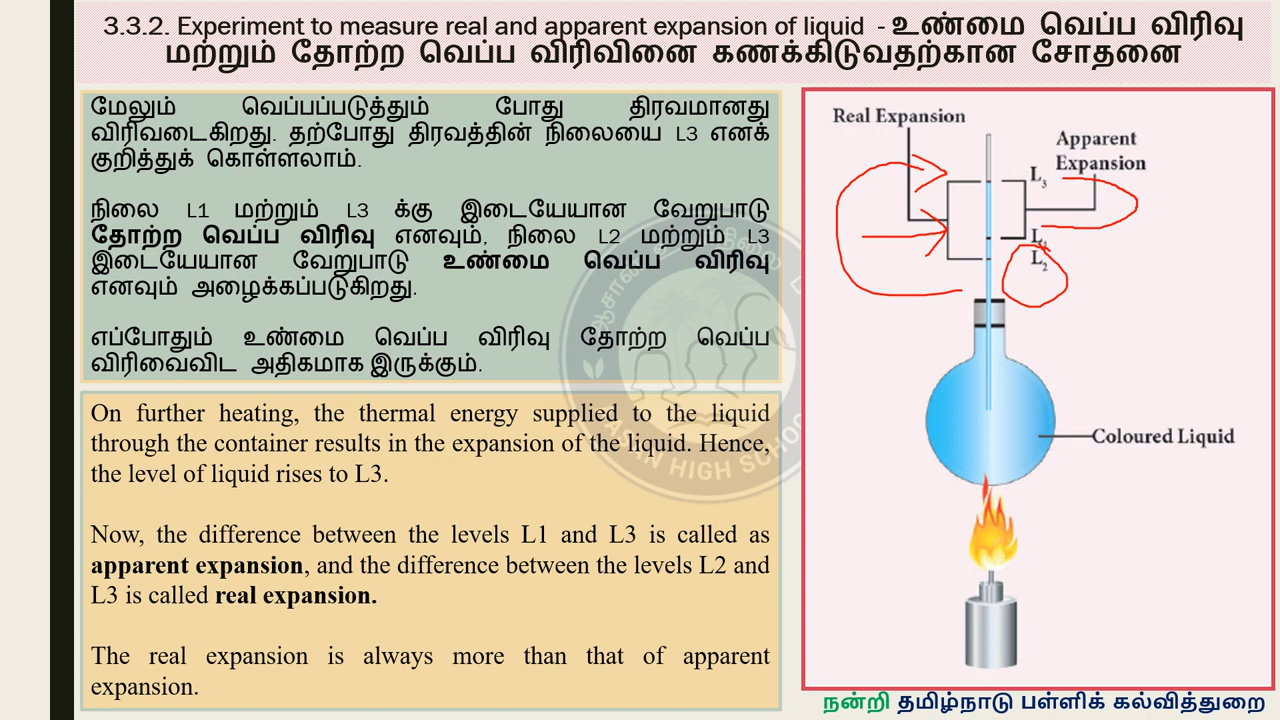 3.3.2. Experiment to measure real and apparent expansion of liquid - உண்மை வெப்ப விரிவு
மற்றும் தோற்ற வெப்ப விரிவினை கணக்கிடுவதற்கான சோதனை
மேலும் வெப்பப்படுத்தும் போது திரவமானது
விரிவடைகிறது. தற்போது திரவத்தின் நிலையை L3 எனக்
குறித்துக் கொள்ளலாம்.
நிலை L1 மற்றும் L3 க்கு இடையேயான வேறுபாடு
தோற்ற வெப்ப விரிவு எனவும், நிலை L2 மற்றும் L3
இடையேயான வேறுபாடு உண்மை வெப்ப விரிவு
எனவும் அழைக்கப்படுகிறது.
எப்போதும் உண்மை வெப்ப விரிவு தோற்ற வெப்ப
விரிவைவிட அதிகமாக இருக்கும்.
On further heating, the thermal energy supplied to the liquid
through the container results in the expansion of the liquid. Hence,
the level of liquid rises to L3.
Now, the difference between the levels L1 and L3 is called as
apparent expansion, and the difference between the levels L2 and
L3 is called real expansion.
The real expansion is always more than that of apparent
expansion.
Real Expansion
Apparent
Expansion
L3
L1
L2
Coloured Liquid
நன்றி தமிழ்நாடு பள்ளிக் கல்வித்துறை